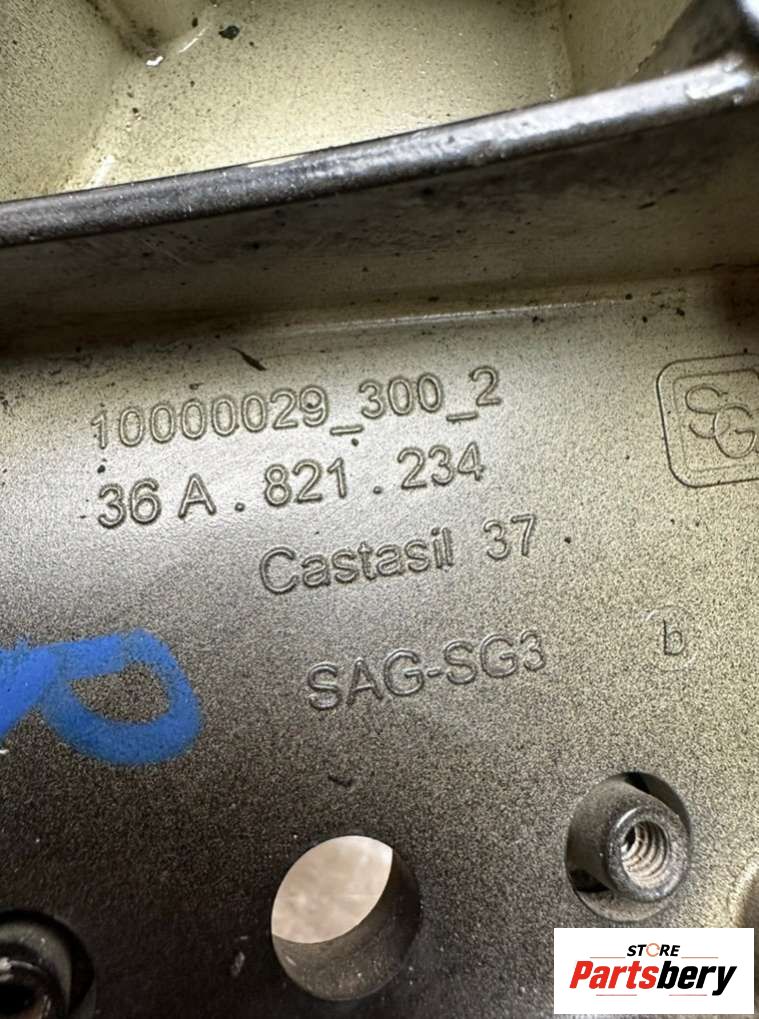 10000029_300_2
36 A . 821 . 234
SG
Castasil 37
SAG-SG3
b
STORE
Partsbery